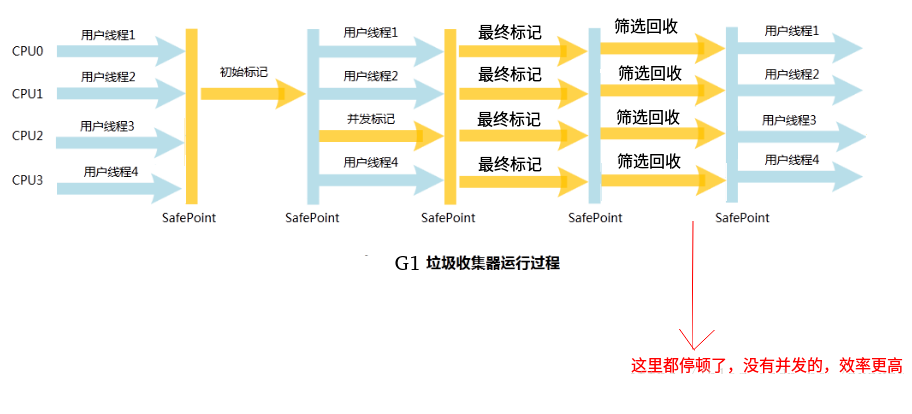 用户线程1
用户线程1
最终标记
筛选回收
用户线程1
CPU0
初始标记
用户线程2
用户线程2
最终标记
筛选回收
用户线程2
CPU1
用户线程3
并发标记
最终标记
筛选回收
用户线程3
CPU2
用户线程4
用户线程4
最终标记
筛选回收
用户线程4
CPU3
SafePoint
SafePoint
SafePoint
SafePoint
SafePoint
G1 垃圾收集器运行过程
这里都停顿了，没有并发的，效率更高